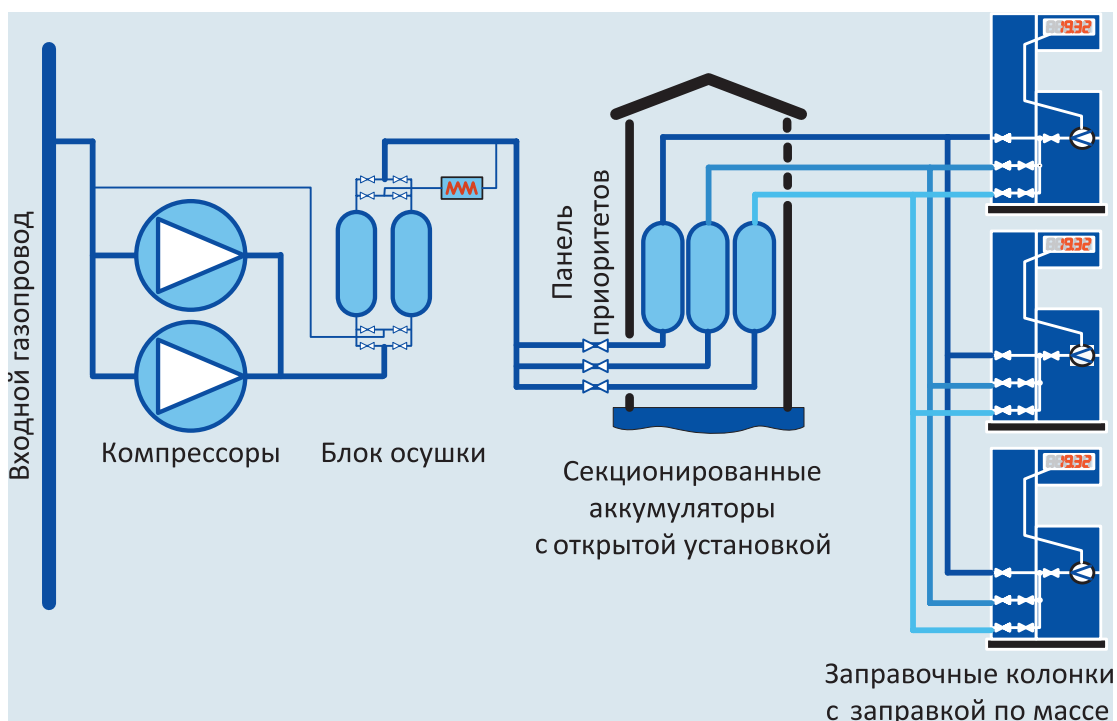 Входной газопровод
Компрессоры
Блок осушки
Панель
приоритетов
Секционированные
аккумуляторы
с открытой установкой
19.32
19.32
19.32
Заправочные колонки
с заправкой по массе